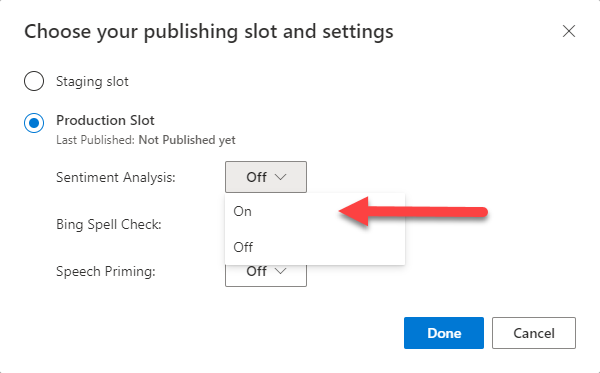 Choose your publishing slot and settings
Staging slot
Production Slot
Last Published: Not Published yet
Sentiment Analysis: Off
On
Bing Spell Check:
Off
Speech Priming: Off
Done Cancel